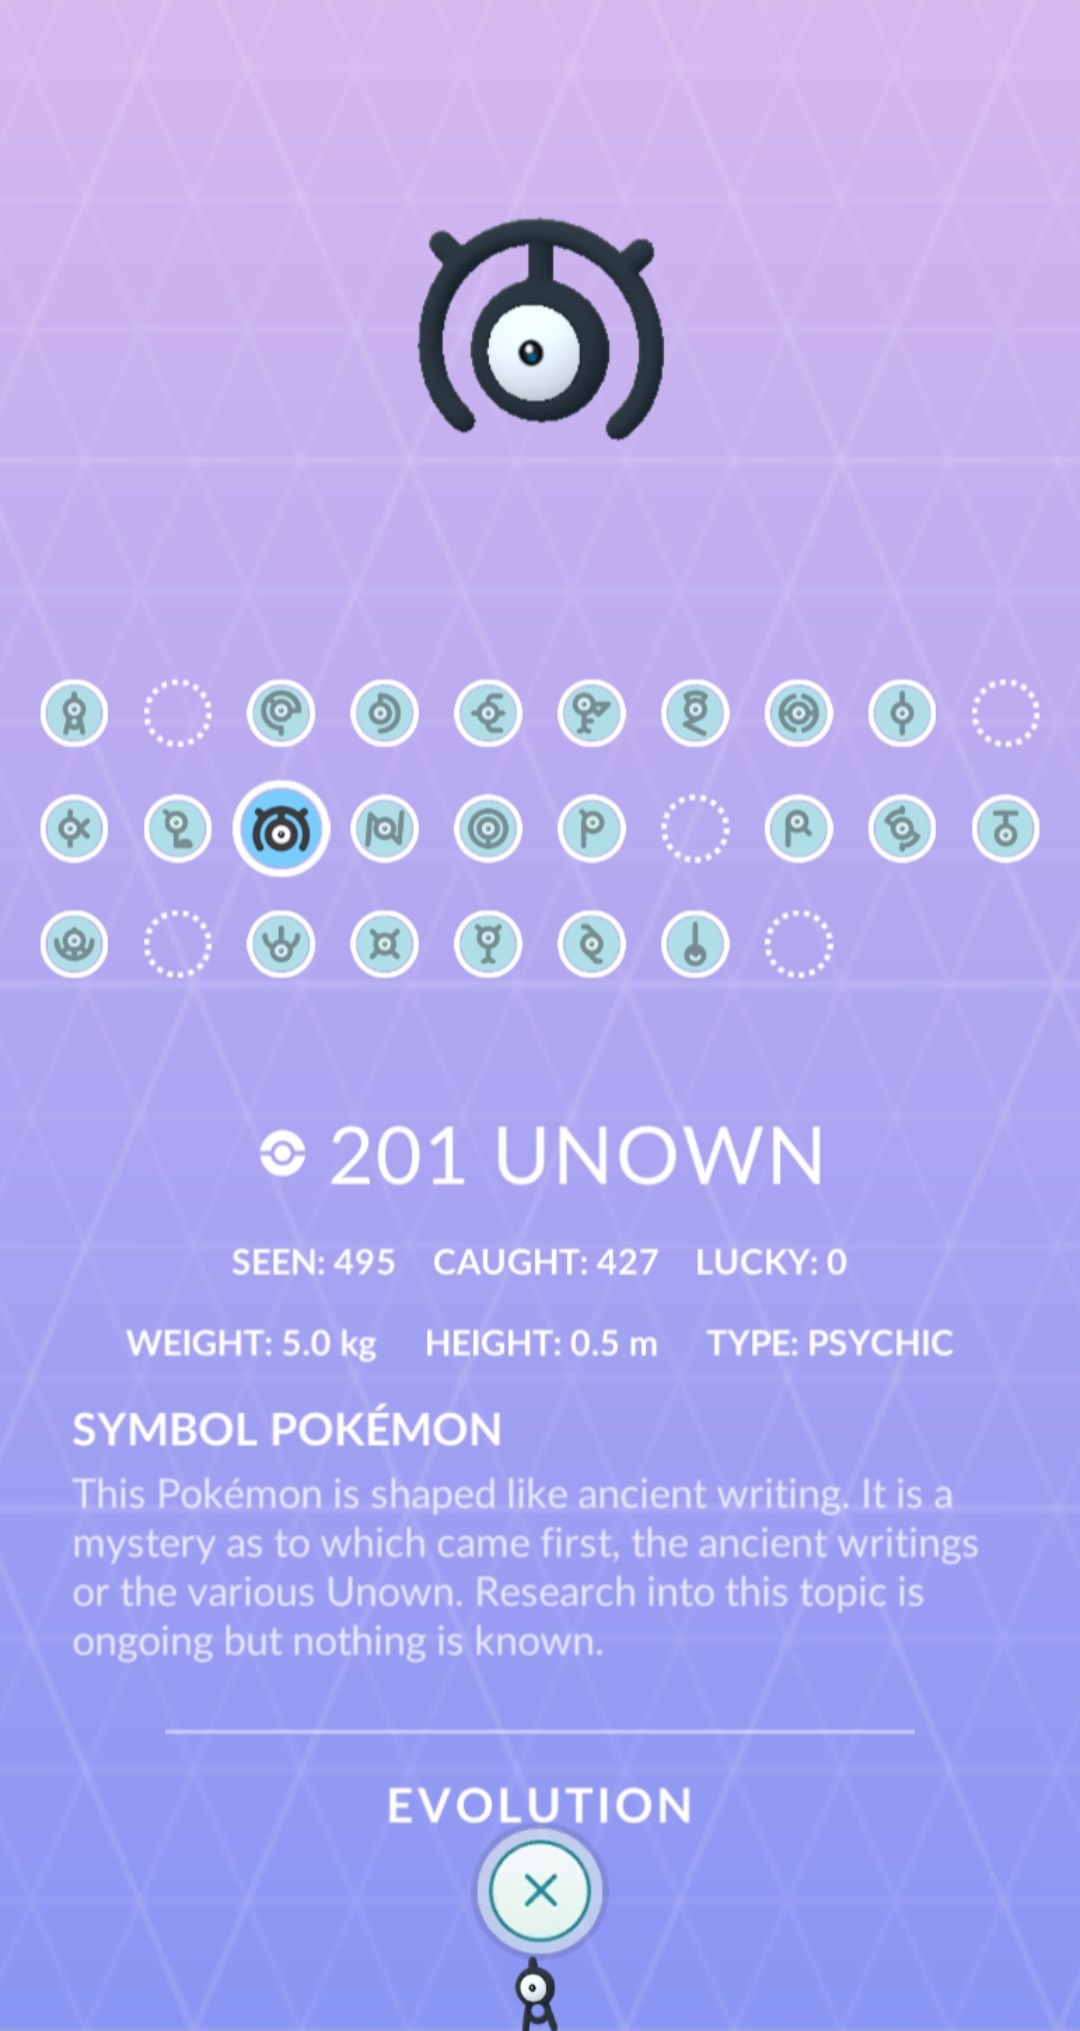 201 UNOWN
SEEN: 495 CAUGHT: 427 LUCKY: 0
WEIGHT: 5.0 kg HEIGHT: 0.5 m TYPE: PSYCHIC
SYMBOL POKÉMON
This Pokémon is shaped like ancient writing. It is a
mystery as to which came first, the ancient writings
or the various Unown. Research into this topic is
ongoing but nothing is known.
EVOLUTION